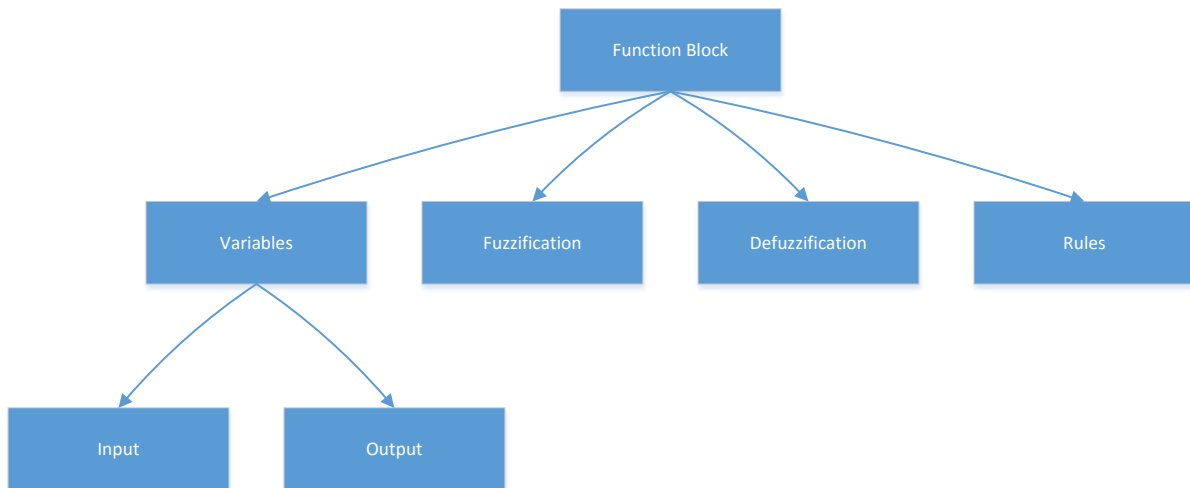 Function Block
Variables
Fuzzification
Defuzzification
Rules
Input
Output